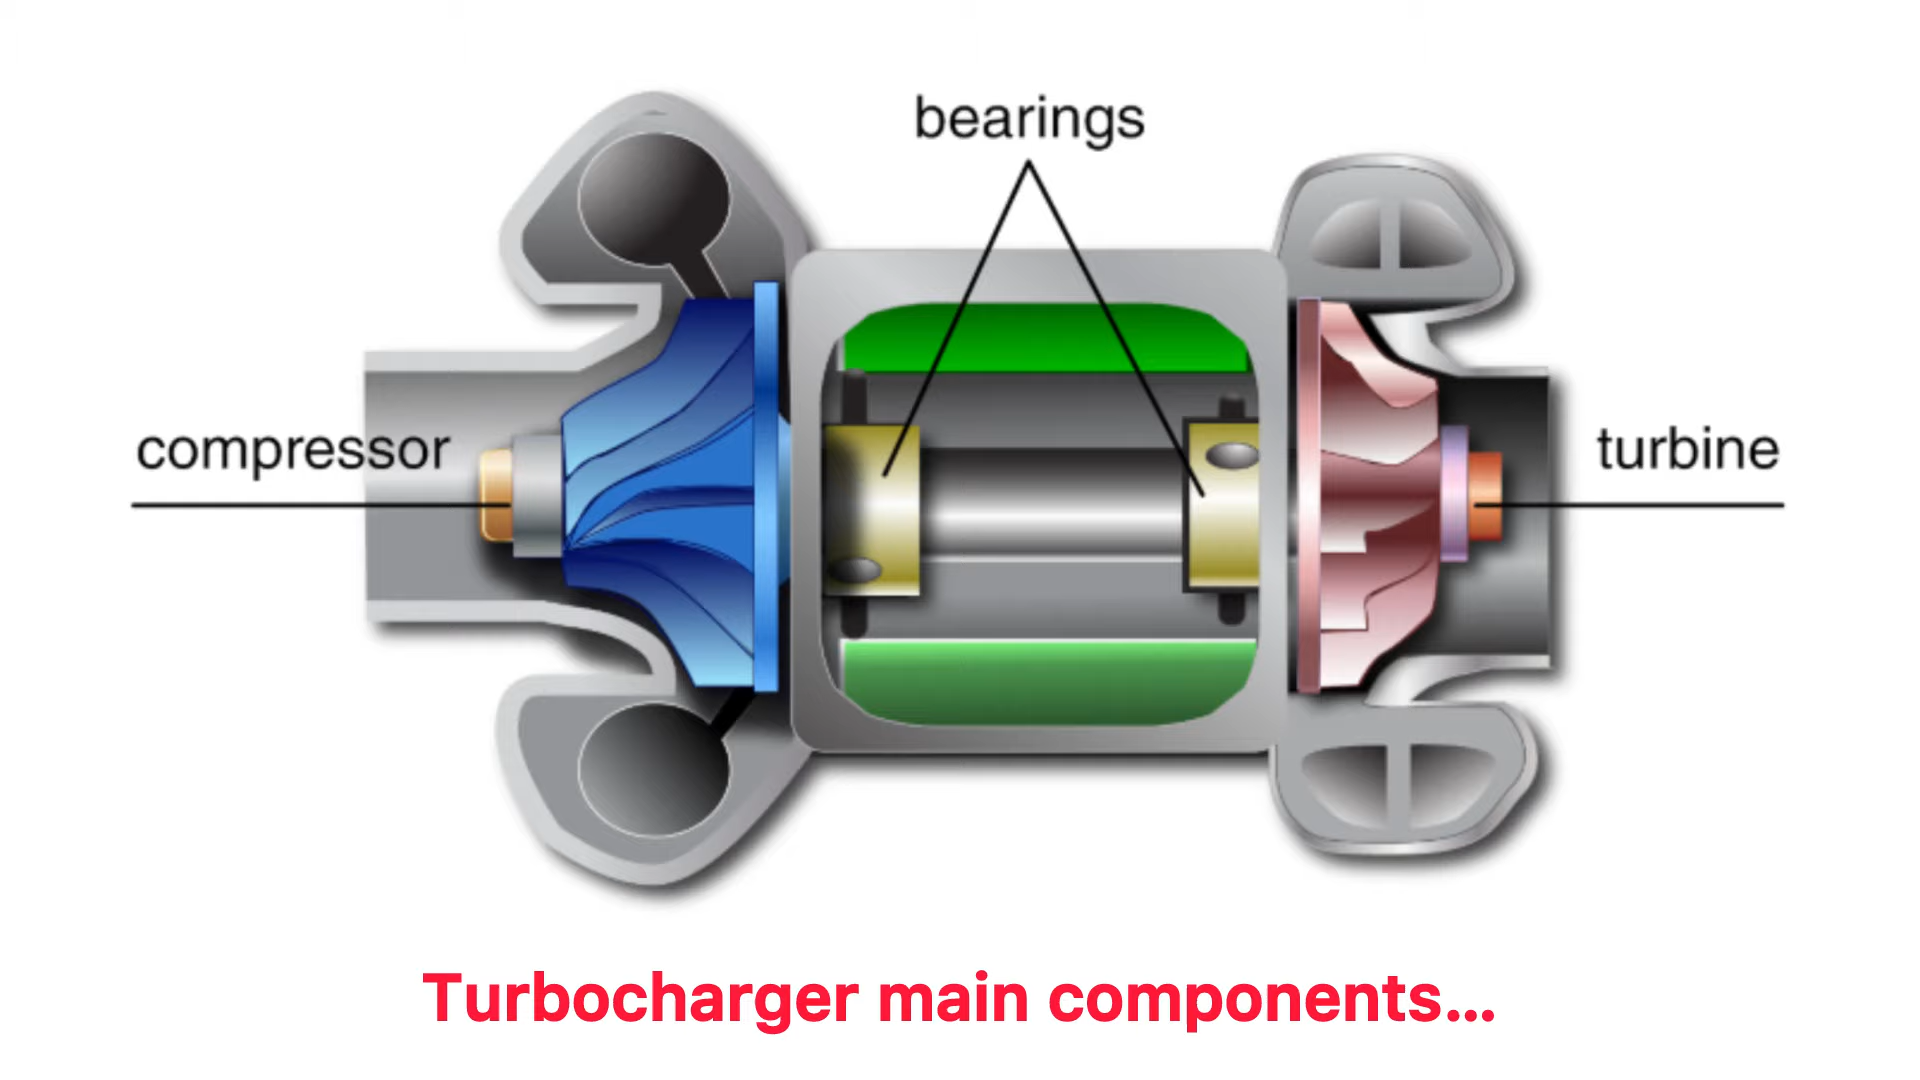 bearings
compressor
turbine
Turbocharger main components...